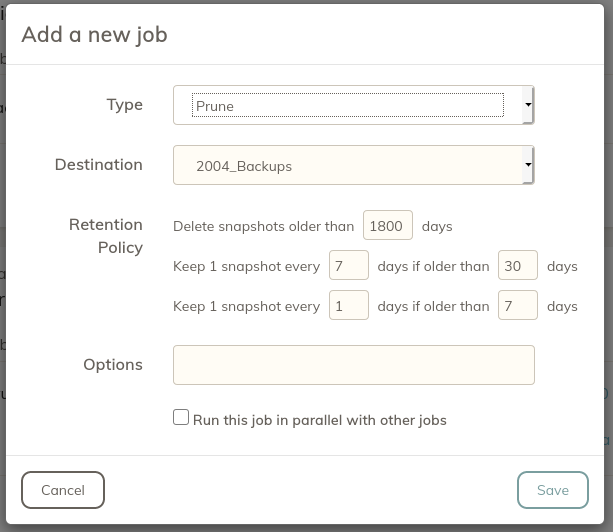 Add a new job
Type
Prune
Destination
2004_Backups
Retention Policy
Delete snapshots older than 1800 days
Keep 1 snapshot every 7 days if older than 30 days
Keep 1 snapshot every 1 days if older than 7 days
Options
Run this job in parallel with other jobs
Cancel
Save